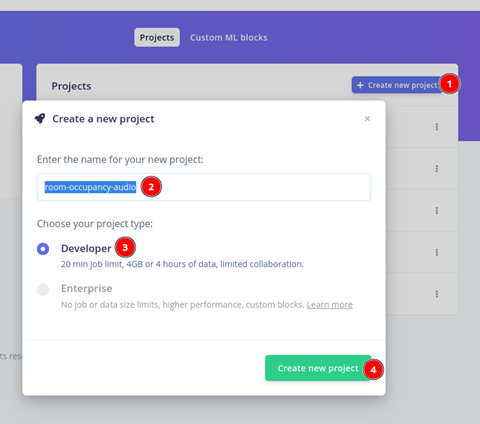 Projects
Custom ML blocks
Projects
+ Create new project
1
Create a new project
×
Enter the name for your new project:
room-occupancy-audio
2
Choose your project type:
Developer
3
20 min job limit, 4GB or 4 hours of data, limited collaboration.
Enterprise
No job or data size limits, higher performance, custom blocks. Learn more
Create new project
4